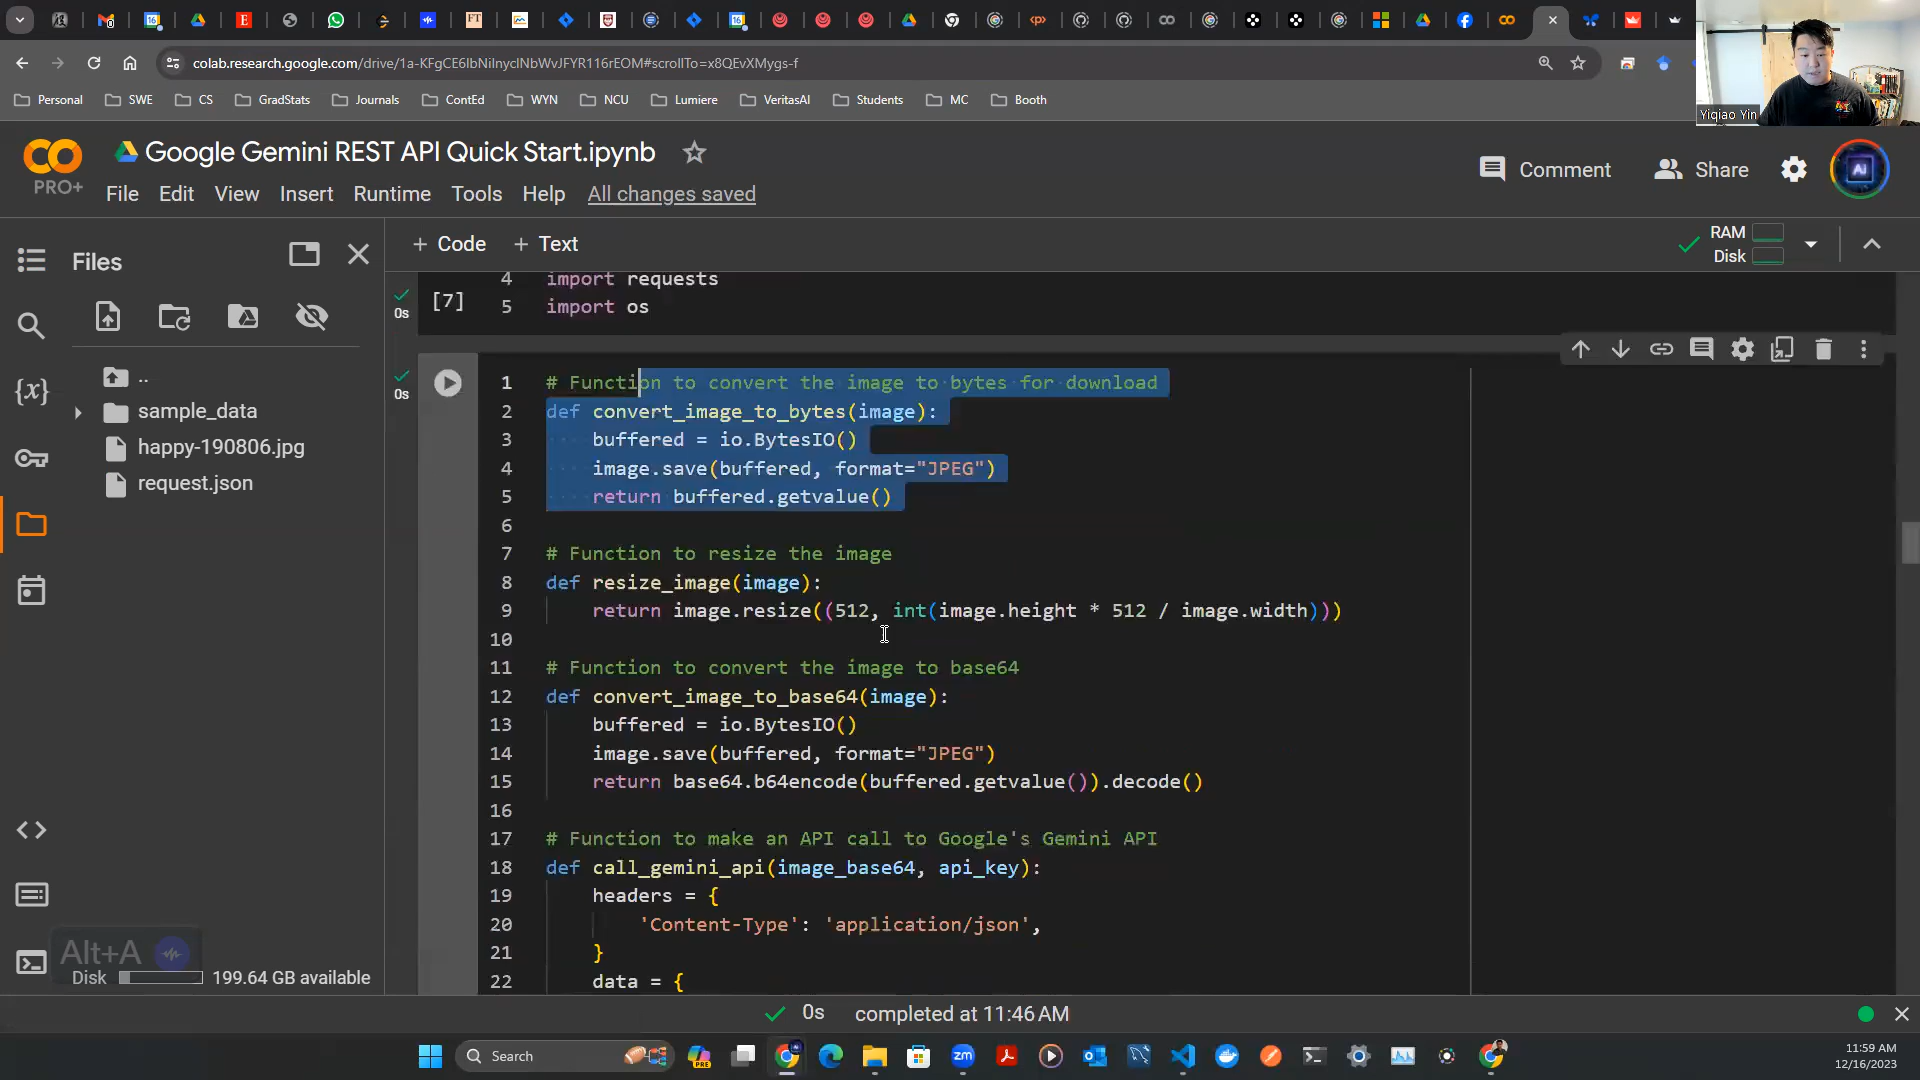 16
FT
16
colab.research.google.com/drive/1a-KFgCE6lbNilnyclNbWvJFYR116rEOM#scrollTo=x8QEvXMygs-f
Personal SWE CS GradStats Journals ContEd WYN NCU Lumiere VeritasAI Students MC Booth
Yiqiao Yin
Google Gemini REST API Quick Start.ipynb
PRO+
File Edit View Insert Runtime Tools Help All changes saved
Comment Share AI
+ Code + Text
RAM
Disk
Files
..
sample_data
happy-190806.jpg
request.json
Alt+A
Disk 199.64 GB available
[7]
0s
4 import requests
5 import os
0s
1 # Function to convert the image to bytes for download
2 def convert_image_to_bytes(image):
3 buffered = io.BytesIO()
4 image.save(buffered, format="JPEG")
5 return buffered.getvalue()
6
7 # Function to resize the image
8 def resize_image(image):
9 return image.resize((512, int(image.height * 512 / image.width)))
10
11 # Function to convert the image to base64
12 def convert_image_to_base64(image):
13 buffered = io.BytesIO()
14 image.save(buffered, format="JPEG")
15 return base64.b64encode(buffered.getvalue()).decode()
16
17 # Function to make an API call to Google's Gemini API
18 def call_gemini_api(image_base64, api_key):
19 headers = {
20 'Content-Type': 'application/json',
21 }
22 data = {
0s completed at 11:46 AM
Search
PRE
zm
11:59 AM
12/16/2023